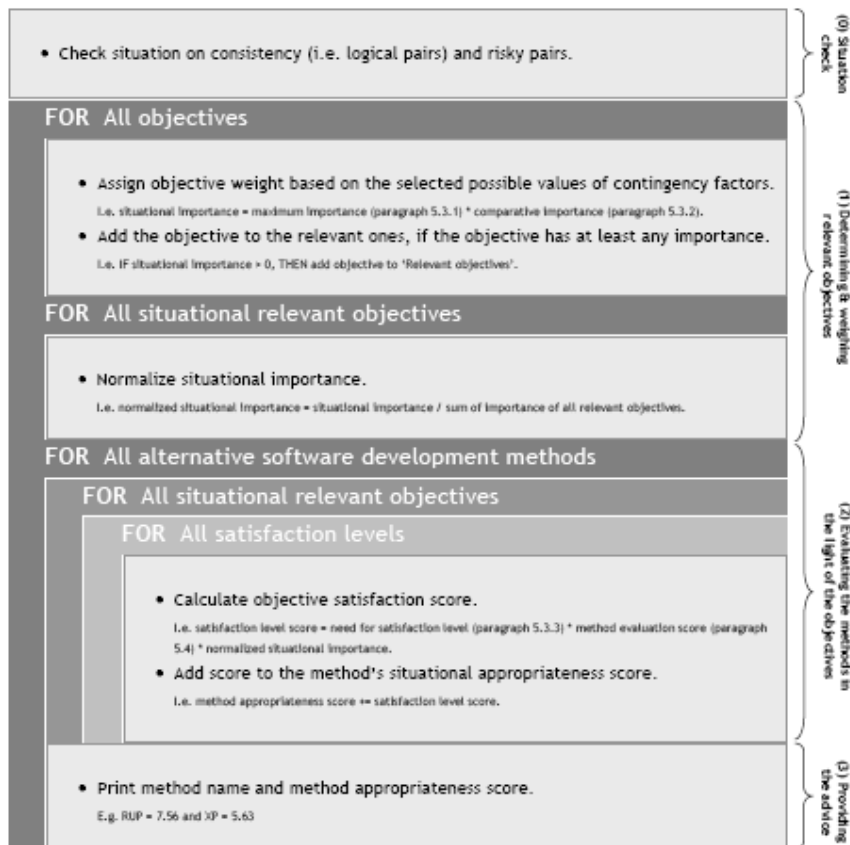 • Check situation on consistency (i.e. logical pairs) and risky pairs.
(0) Situation
check
FOR All objectives
• Assign objective weight based on the selected possible values of contingency factors.
I.e. situational importance = maximum importance (paragraph 5.3.1) * comparative importance (paragraph 5.3.2).
• Add the objective to the relevant ones, if the objective has at least any importance.
I.e. IF situational importance > 0, THEN add objective to ‘Relevant objectives’.
FOR All situational relevant objectives
• Normalize situational importance.
I.e. normalized situational importance = situational importance / sum of importance of all relevant objectives.
(1) Determining & weighing
relevant objectives
FOR All alternative software development methods
FOR All situational relevant objectives
FOR All satisfaction levels
• Calculate objective satisfaction score.
I.e. satisfaction level score = need for satisfaction level (paragraph 5.3.3) * method evaluation score (paragraph
5.4) * normalized situational importance.
• Add score to the method's situational appropriateness score.
I.e. method appropriateness score += satisfaction level score.
(2) Evaluating the methods in
the light of the objectives
• Print method name and method appropriateness score.
E.g. RUP = 7.56 and XP = 5.63
(3) Providing
the advice